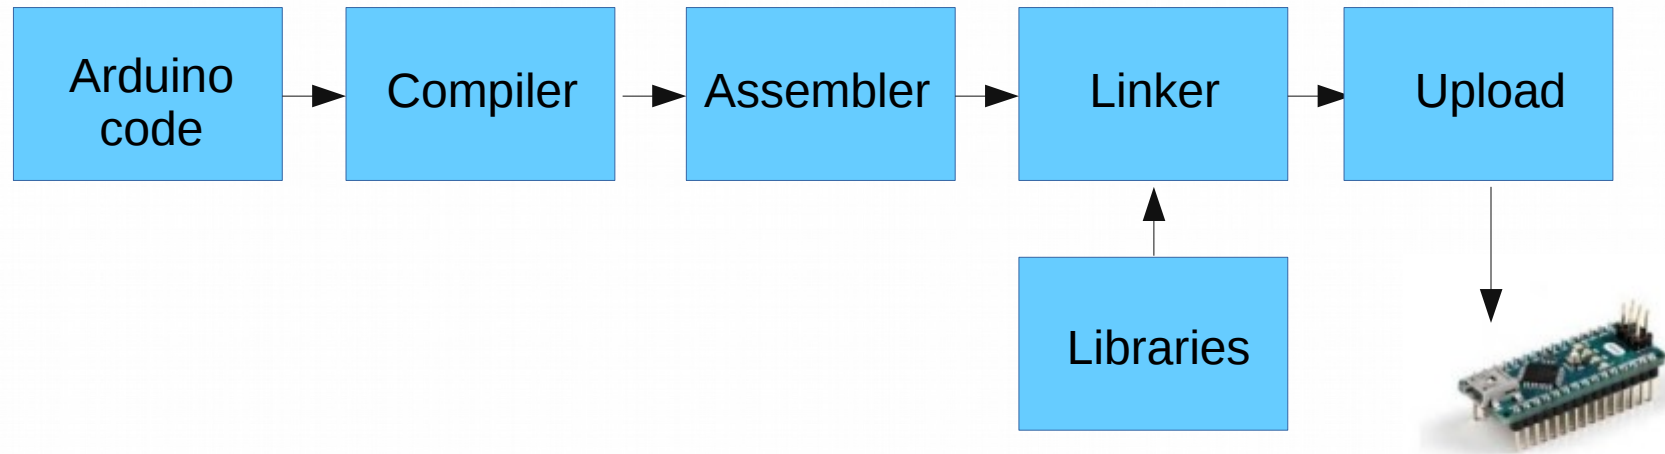 Arduino
code
Compiler
Assembler
Linker
Upload
Libraries